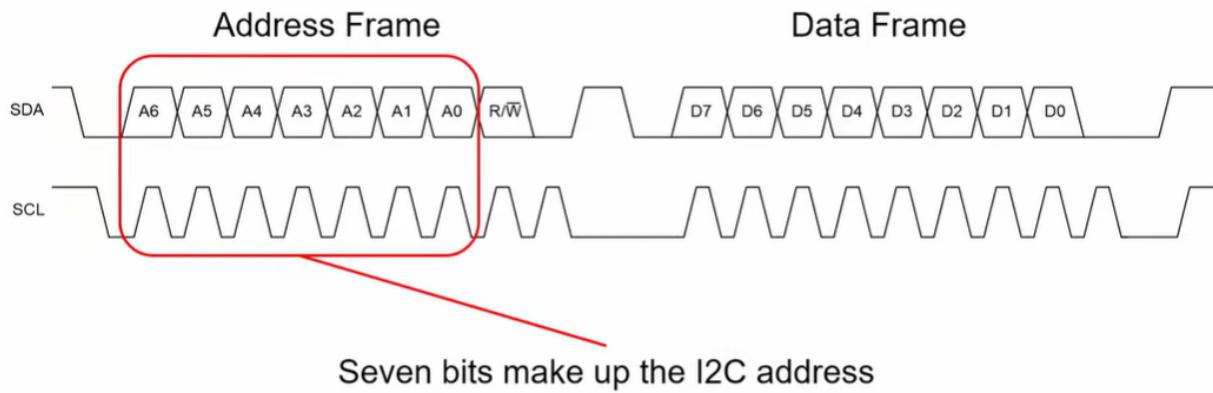 Address Frame Data Frame
SDA A6 A5 A4 A3 A2 A1 A0 R/W̅ D7 D6 D5 D4 D3 D2 D1 D0
SCL
Seven bits make up the I2C address